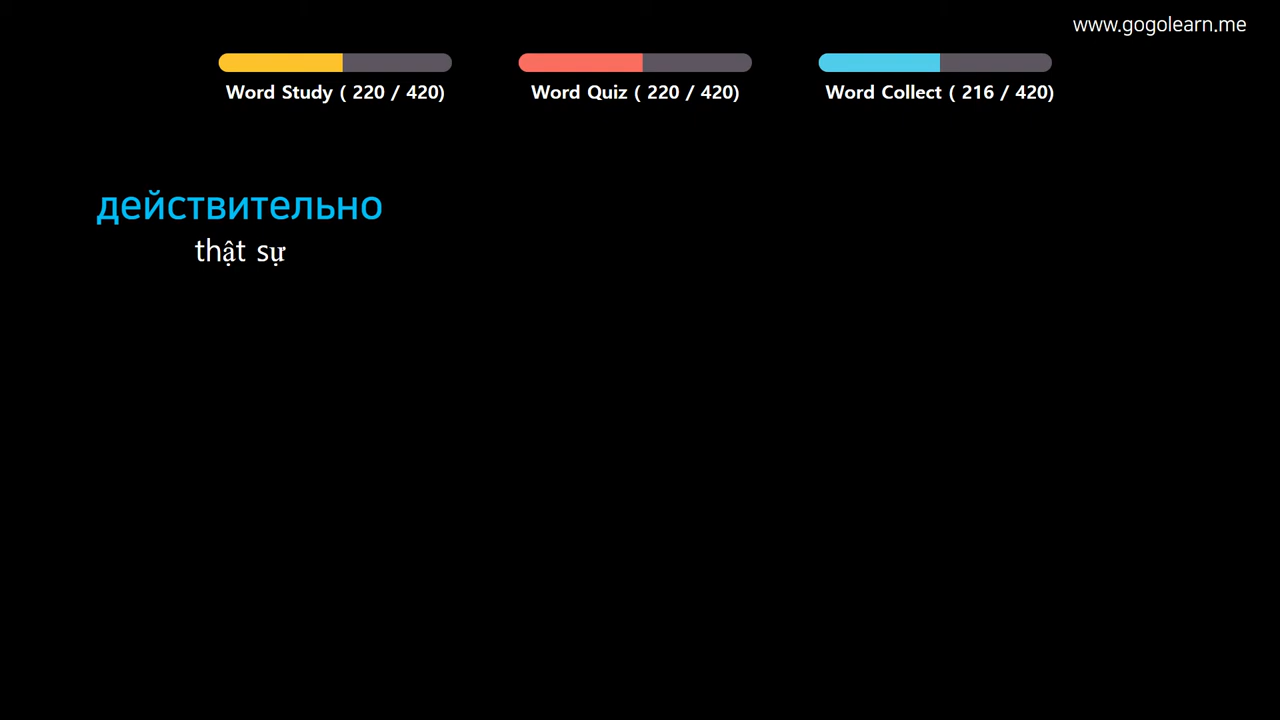 www.gogolearn.me
Word Study ( 220 / 420)
Word Quiz ( 220 / 420)
Word Collect ( 216 / 420)
действительно
thật sự